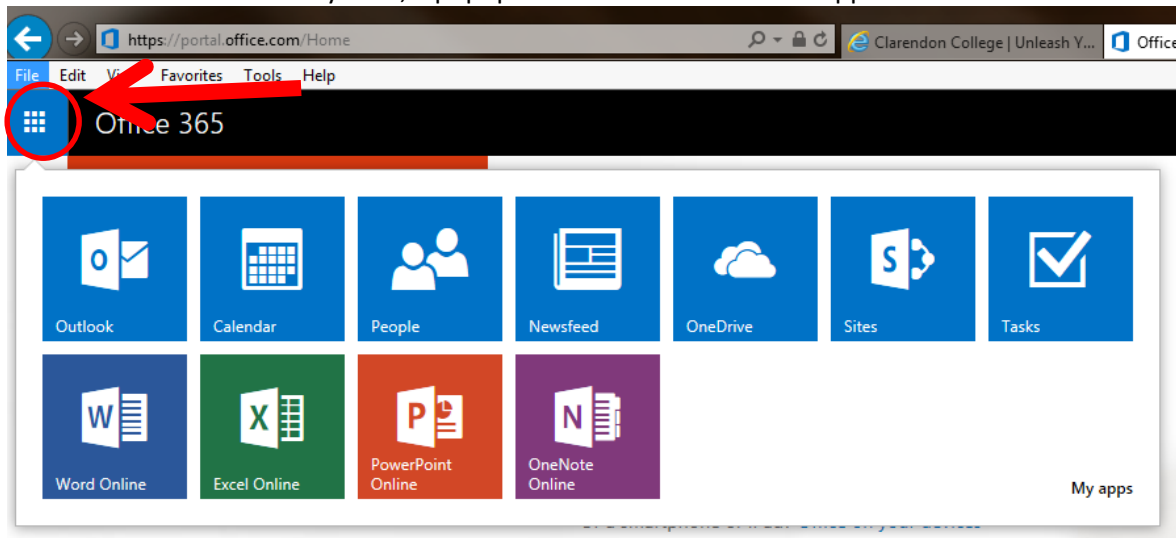 https://portal.office.com/Home
Clarendon College | Unleash Y...
Office
File Edit Favorites Tools Help
Office 365
Outlook
Calendar
People
Newsfeed
OneDrive
Sites
Tasks
Word Online
Excel Online
PowerPoint
Online
OneNote
Online
My apps